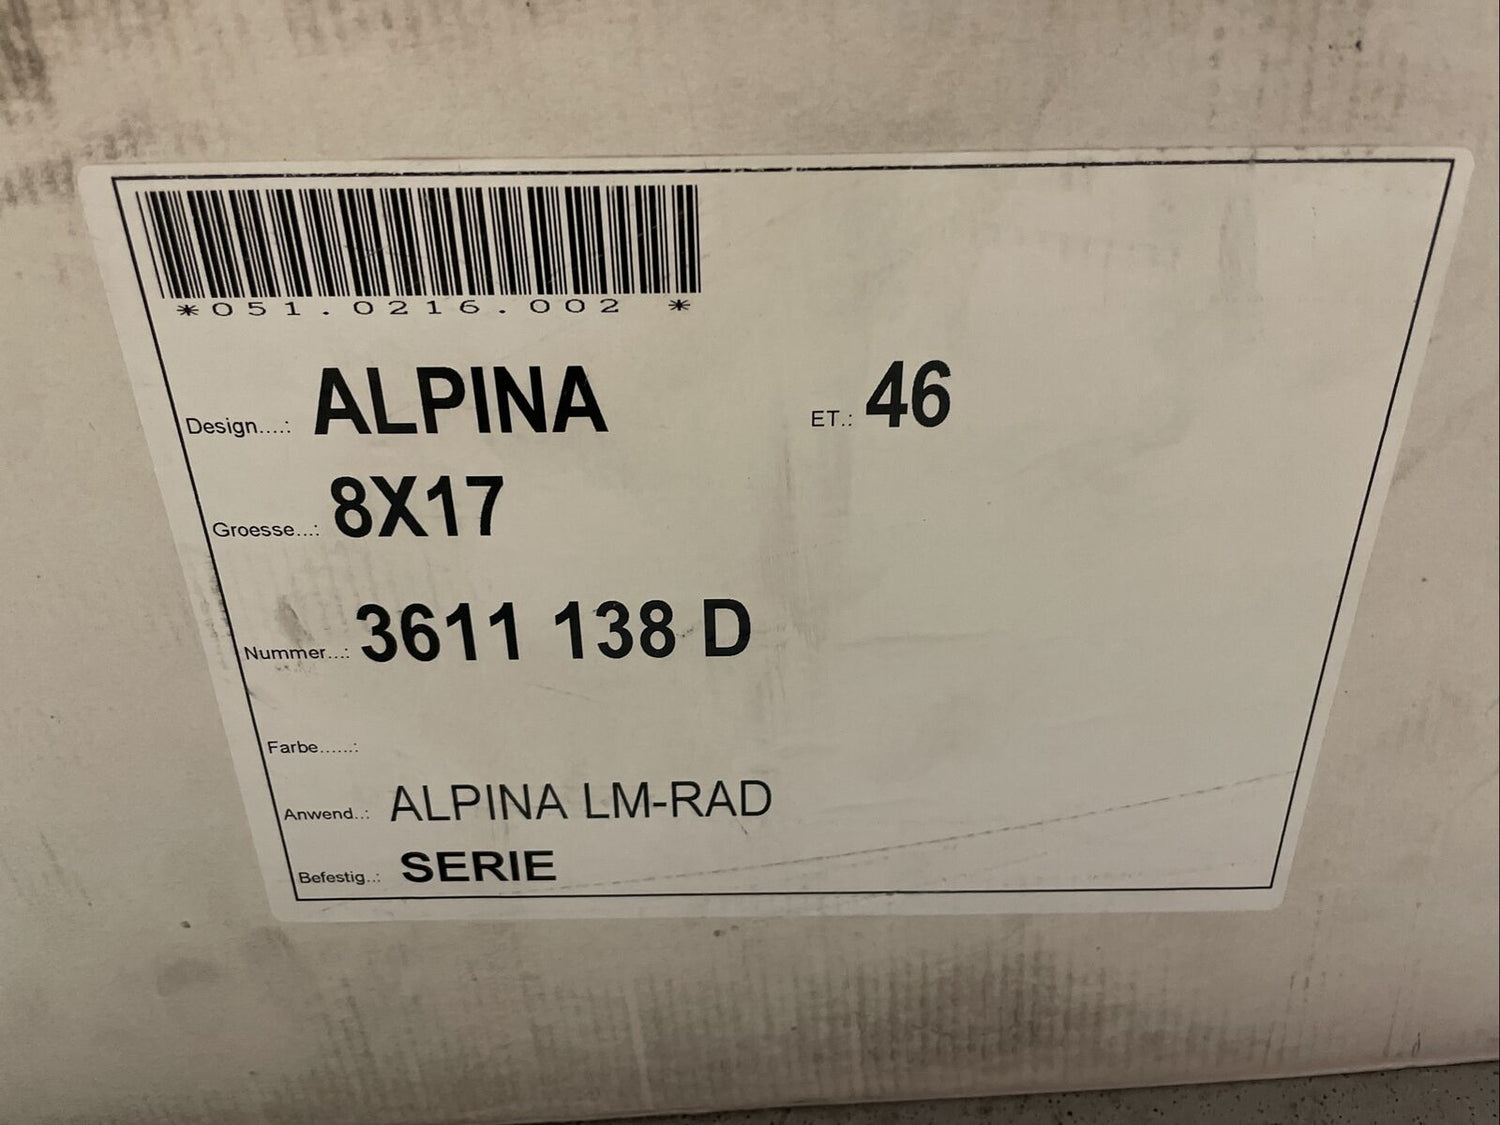 *051.0216.002 *
Design....: ALPINA ET.: 46
Groesse...: 8X17
Nummer...: 3611 138 D
Farbe......:
Anwend..: ALPINA LM-RAD
Befestig..: SERIE